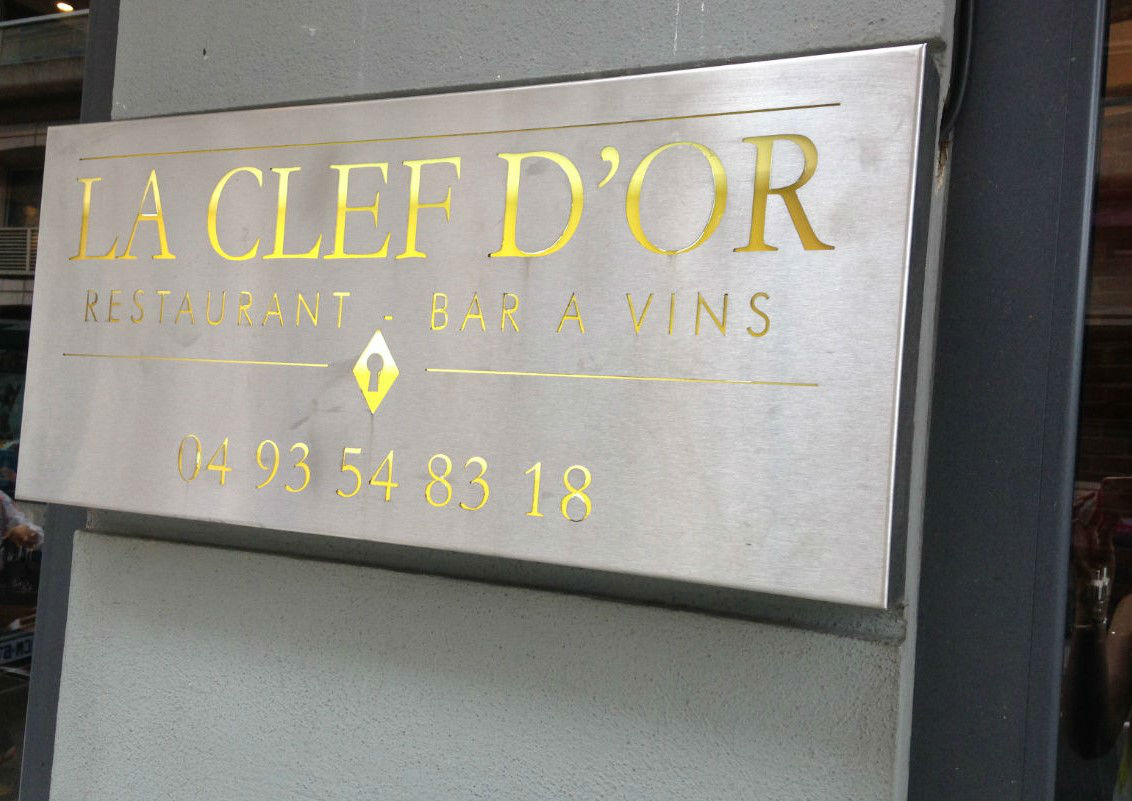 LA CLEF D'OR
RESTAURANT - BAR A VINS
04 93 54 83 18